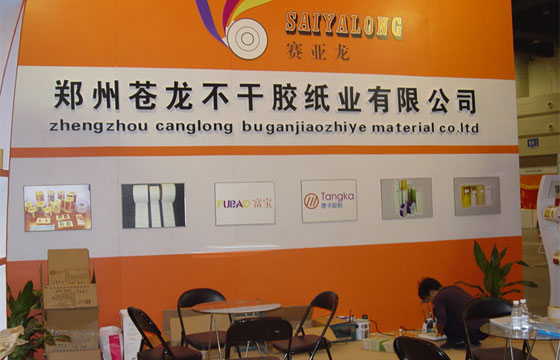 SAIYALONG
赛亚龙
郑州苍龙不干胶纸业有限公司
zhengzhou canglong buganjiaozhiye material co.ltd
FUBAO 富宝
Tangka